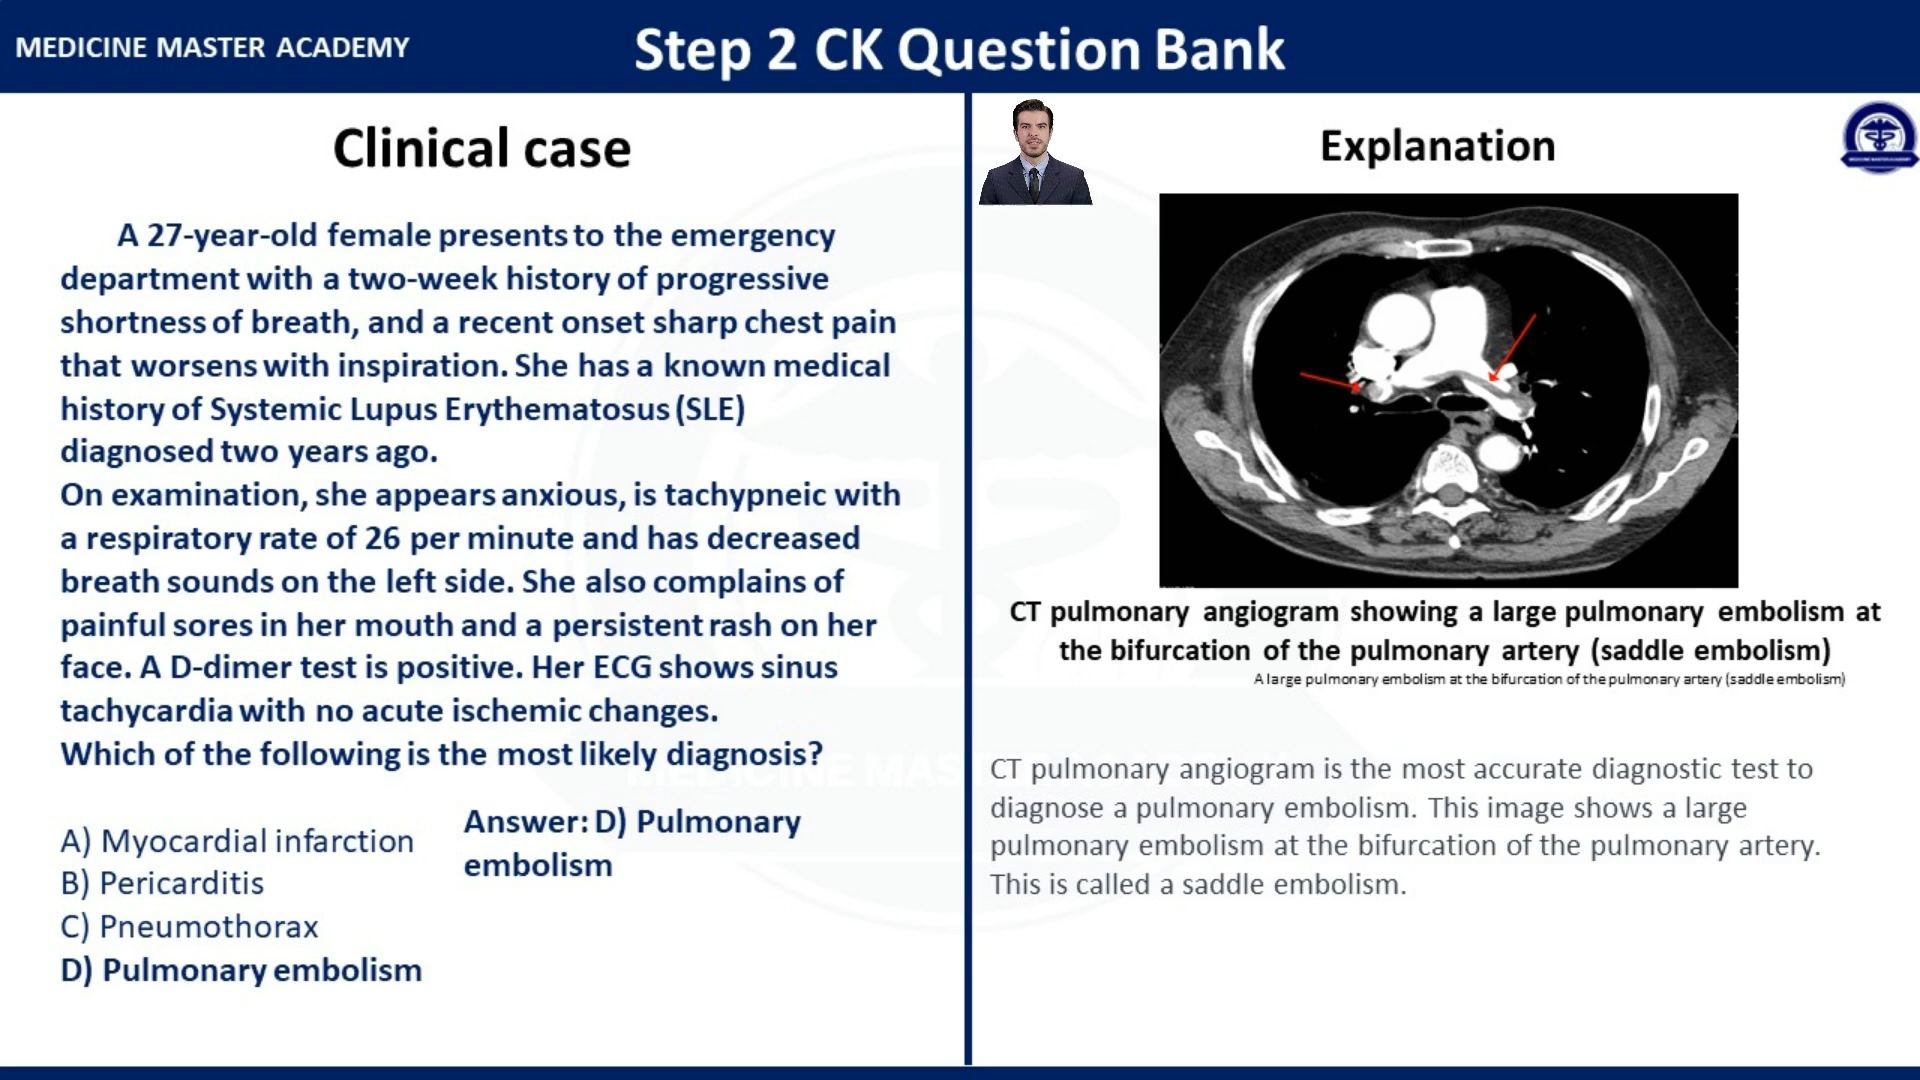 MEDICINE MASTER ACADEMY
Step 2 CK Question Bank
Clinical case
A 27-year-old female presents to the emergency
department with a two-week history of progressive
shortness of breath, and a recent onset sharp chest pain
that worsens with inspiration. She has a known medical
history of Systemic Lupus Erythematosus (SLE)
diagnosed two years ago.
On examination, she appears anxious, is tachypneic with
a respiratory rate of 26 per minute and has decreased
breath sounds on the left side. She also complains of
painful sores in her mouth and a persistent rash on her
face. A D-dimer test is positive. Her ECG shows sinus
tachycardia with no acute ischemic changes.
Which of the following is the most likely diagnosis?
A) Myocardial infarction
B) Pericarditis
C) Pneumothorax
D) Pulmonary embolism
Answer: D) Pulmonary
embolism
Explanation
MEDICINE MASTER ACADEMY
CT pulmonary angiogram showing a large pulmonary embolism at
the bifurcation of the pulmonary artery (saddle embolism)
A large pulmonary embolism at the bifurcation of the pulmonary artery (saddle embolism)
CT pulmonary angiogram is the most accurate diagnostic test to
diagnose a pulmonary embolism. This image shows a large
pulmonary embolism at the bifurcation of the pulmonary artery.
This is called a saddle embolism.